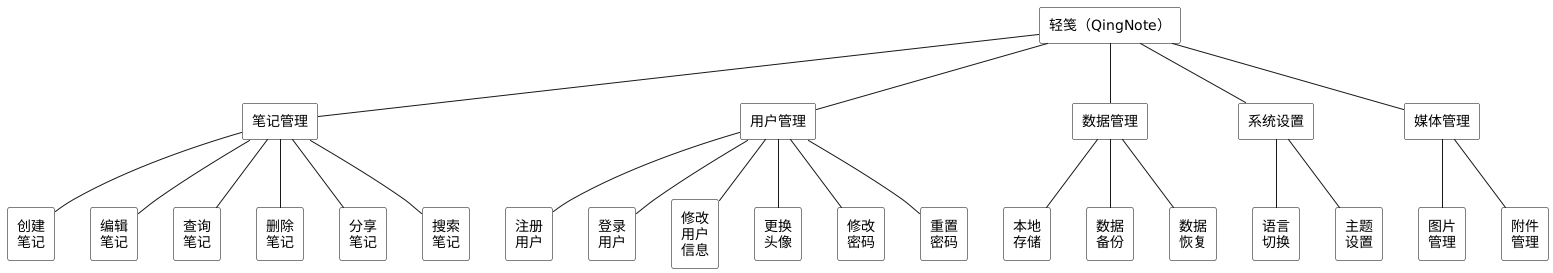 轻笺（QingNote）
笔记管理
用户管理
数据管理
系统设置
媒体管理
创建
笔记
编辑
笔记
查询
笔记
删除
笔记
分享
笔记
搜索
笔记
注册
用户
登录
用户
修改
用户
信息
更换
头像
修改
密码
重置
密码
本地
存储
数据
备份
数据
恢复
语言
切换
主题
设置
图片
管理
附件
管理